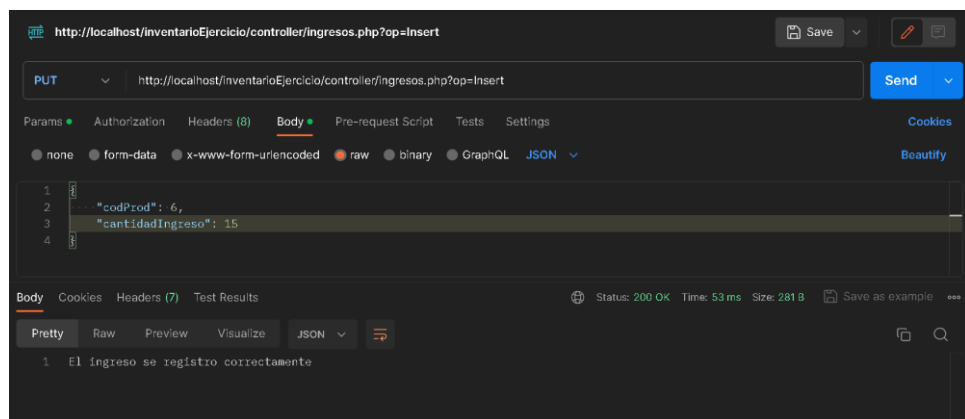 HTTP http://localhost/inventarioEjercicio/controller/ingresos.php?op=Insert Save
PUT http://localhost/inventarioEjercicio/controller/ingresos.php?op=Insert Send
Params Authorization Headers (8) Body Pre-request Script Tests Settings Cookies
none form-data x-www-form-urlencoded raw binary GraphQL JSON Beautify
1 {
2 "codProd": 6,
3 "cantidadIngreso": 15
4 }
Body Cookies Headers (7) Test Results Status: 200 OK Time: 53 ms Size: 281 B Save as example
Pretty Raw Preview Visualize JSON
1 El ingreso se registro correctamente